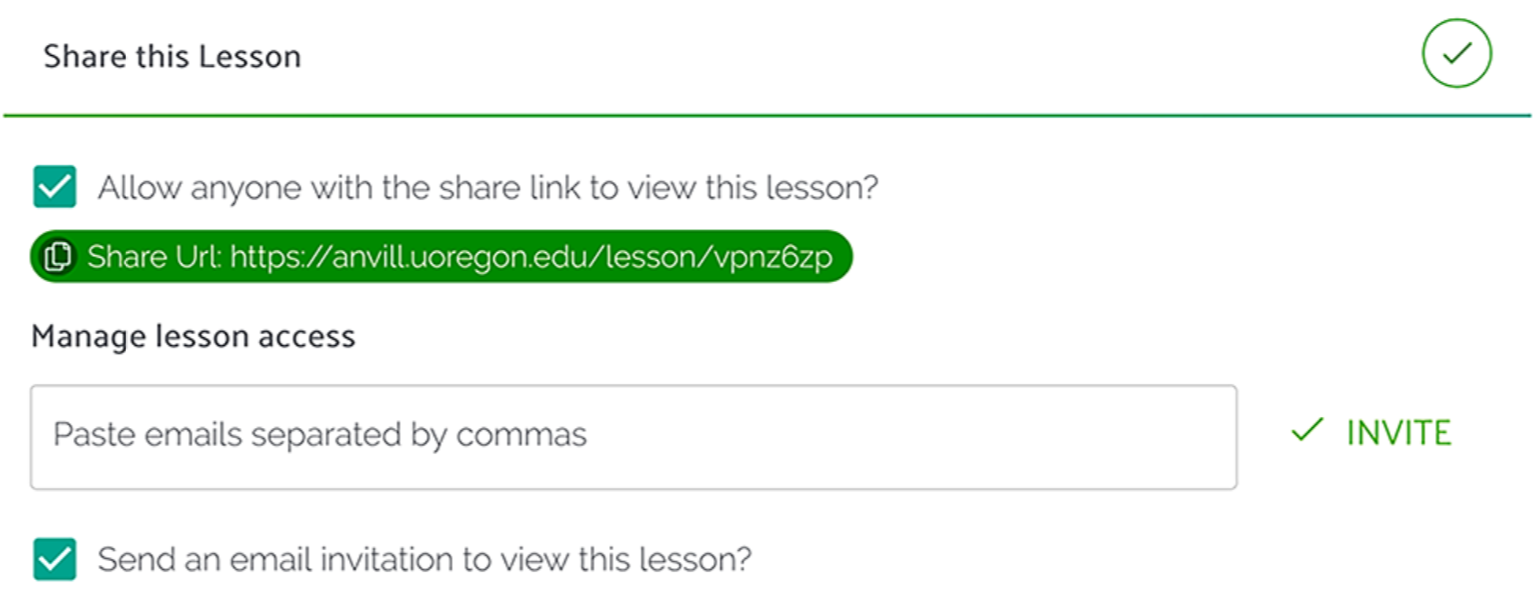 Share this Lesson
Allow anyone with the share link to view this lesson?
Share Url: https://anvill.uoregon.edu/lesson/vpnz6zp
Manage lesson access
Paste emails separated by commas
INVITE
Send an email invitation to view this lesson?